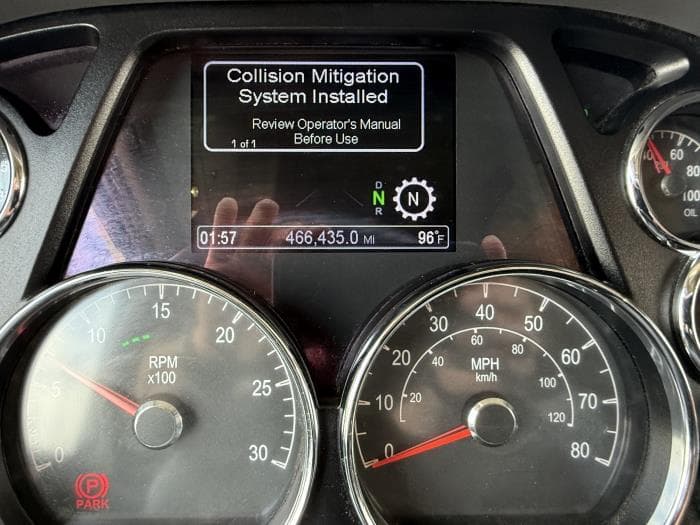 Collision Mitigation
System Installed
Review Operator's Manual
1 of 1 Before Use
D
N N
R
01:57 466,435.0 MI 96°F
0 5 10 15 20 25 30
RPM
x100
PARK
0 10 20 30 40 50 60 70 80
20 40 60 80 100 120
MPH
km/h
60
80
100
OIL